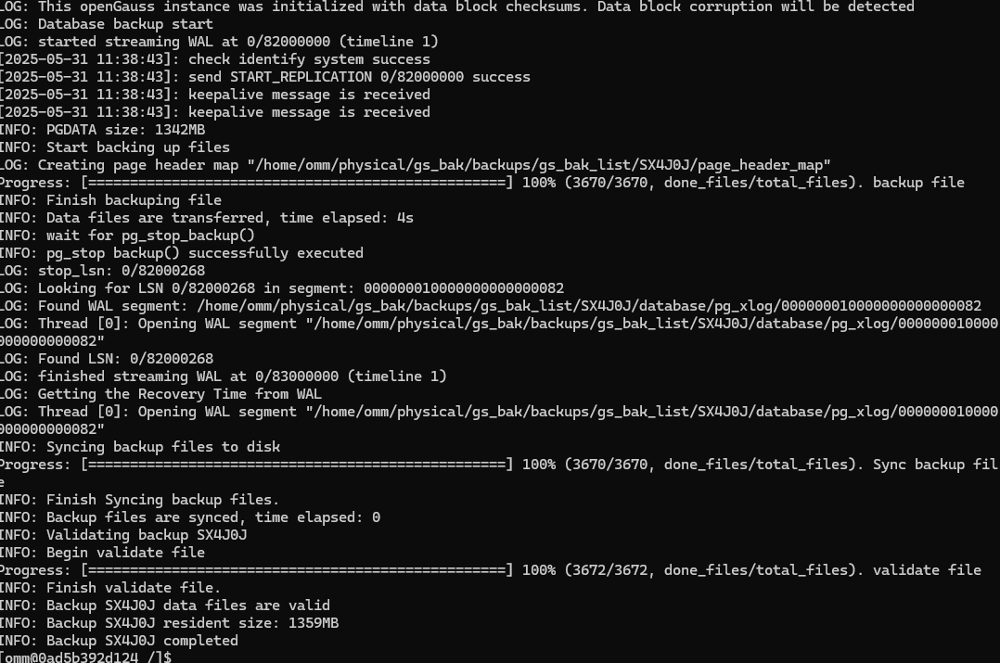 LOG: This openGauss instance was initialized with data block checksums. Data block corruption will be detected
LOG: Database backup start
LOG: started streaming WAL at 0/82000000 (timeline 1)
[2025-05-31 11:38:43]: check identify system success
[2025-05-31 11:38:43]: send START_REPLICATION 0/82000000 success
[2025-05-31 11:38:43]: keepalive message is received
[2025-05-31 11:38:43]: keepalive message is received
INFO: PGDATA size: 1342MB
INFO: Start backing up files
LOG: Creating page header map "/home/omm/physical/gs_bak/backups/gs_bak_list/SX4J0J/page_header_map"
Progress: [==================================================] 100% (3670/3670, done_files/total_files). backup file
INFO: Finish backuping file
INFO: Data files are transferred, time elapsed: 4s
INFO: wait for pg_stop_backup()
INFO: pg_stop backup() successfully executed
LOG: stop_lsn: 0/82000268
LOG: Looking for LSN 0/82000268 in segment: 000000010000000000000082
LOG: Found WAL segment: /home/omm/physical/gs_bak/backups/gs_bak_list/SX4J0J/database/pg_xlog/000000010000000000000082
LOG: Thread [0]: Opening WAL segment "/home/omm/physical/gs_bak/backups/gs_bak_list/SX4J0J/database/pg_xlog/000000010000
000000000082"
LOG: Found LSN: 0/82000268
LOG: finished streaming WAL at 0/83000000 (timeline 1)
LOG: Getting the Recovery Time from WAL
LOG: Thread [0]: Opening WAL segment "/home/omm/physical/gs_bak/backups/gs_bak_list/SX4J0J/database/pg_xlog/000000010000
000000000082"
INFO: Syncing backup files to disk
Progress: [==================================================] 100% (3670/3670, done_files/total_files). Sync backup fil
e
INFO: Finish Syncing backup files.
INFO: Backup files are synced, time elapsed: 0
INFO: Validating backup SX4J0J
INFO: Begin validate file
Progress: [==================================================] 100% (3672/3672, done_files/total_files). validate file
INFO: Finish validate file.
INFO: Backup SX4J0J data files are valid
INFO: Backup SX4J0J resident size: 1359MB
INFO: Backup SX4J0J completed
[omm@0ad5b392d124 /]$